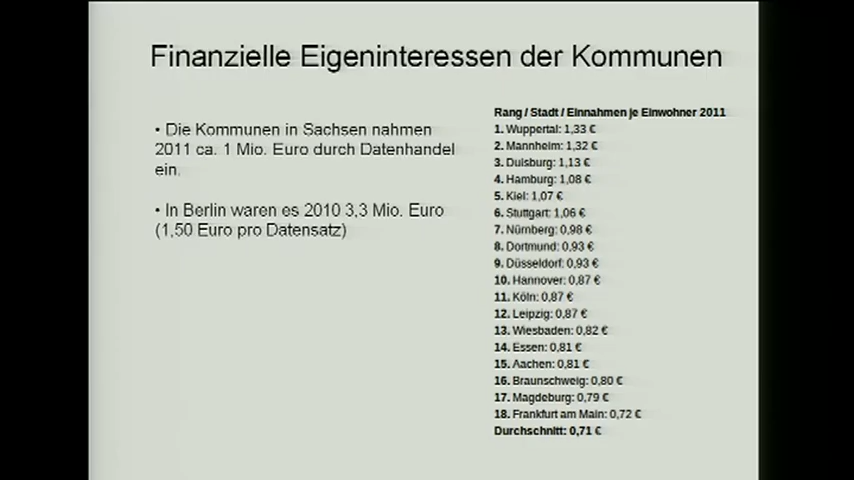 Finanzielle Eigeninteressen der Kommunen
• Die Kommunen in Sachsen nahmen
2011 ca. 1 Mio. Euro durch Datenhandel
ein.
• In Berlin waren es 2010 3,3 Mio. Euro
(1,50 Euro pro Datensatz)
Rang / Stadt / Einnahmen je Einwohner 2011
1. Wuppertal: 1,33 €
2. Mannheim: 1,32 €
3. Duisburg: 1,13 €
4. Hamburg: 1,08 €
5. Kiel: 1,07 €
6. Stuttgart: 1,06 €
7. Nürnberg: 0,98 €
8. Dortmund: 0,93 €
9. Düsseldorf: 0,93 €
10. Hannover: 0,87 €
11. Köln: 0,87 €
12. Leipzig: 0,87 €
13. Wiesbaden: 0,82 €
14. Essen: 0,81 €
15. Aachen: 0,81 €
16. Braunschweig: 0,80 €
17. Magdeburg: 0,79 €
18. Frankfurt am Main: 0,72 €
Durchschnitt: 0,71 €